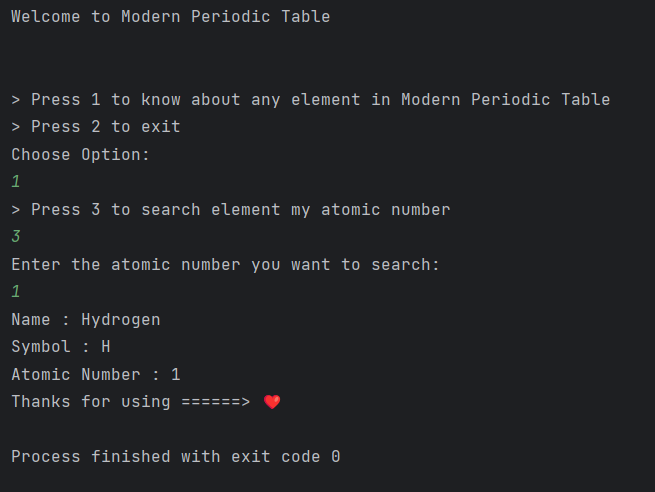 Welcome to Modern Periodic Table
> Press 1 to know about any element in Modern Periodic Table
> Press 2 to exit
Choose Option:
1
> Press 3 to search element my atomic number
3
Enter the atomic number you want to search:
1
Name : Hydrogen
Symbol : H
Atomic Number : 1
Thanks for using ======> ❤️
Process finished with exit code 0